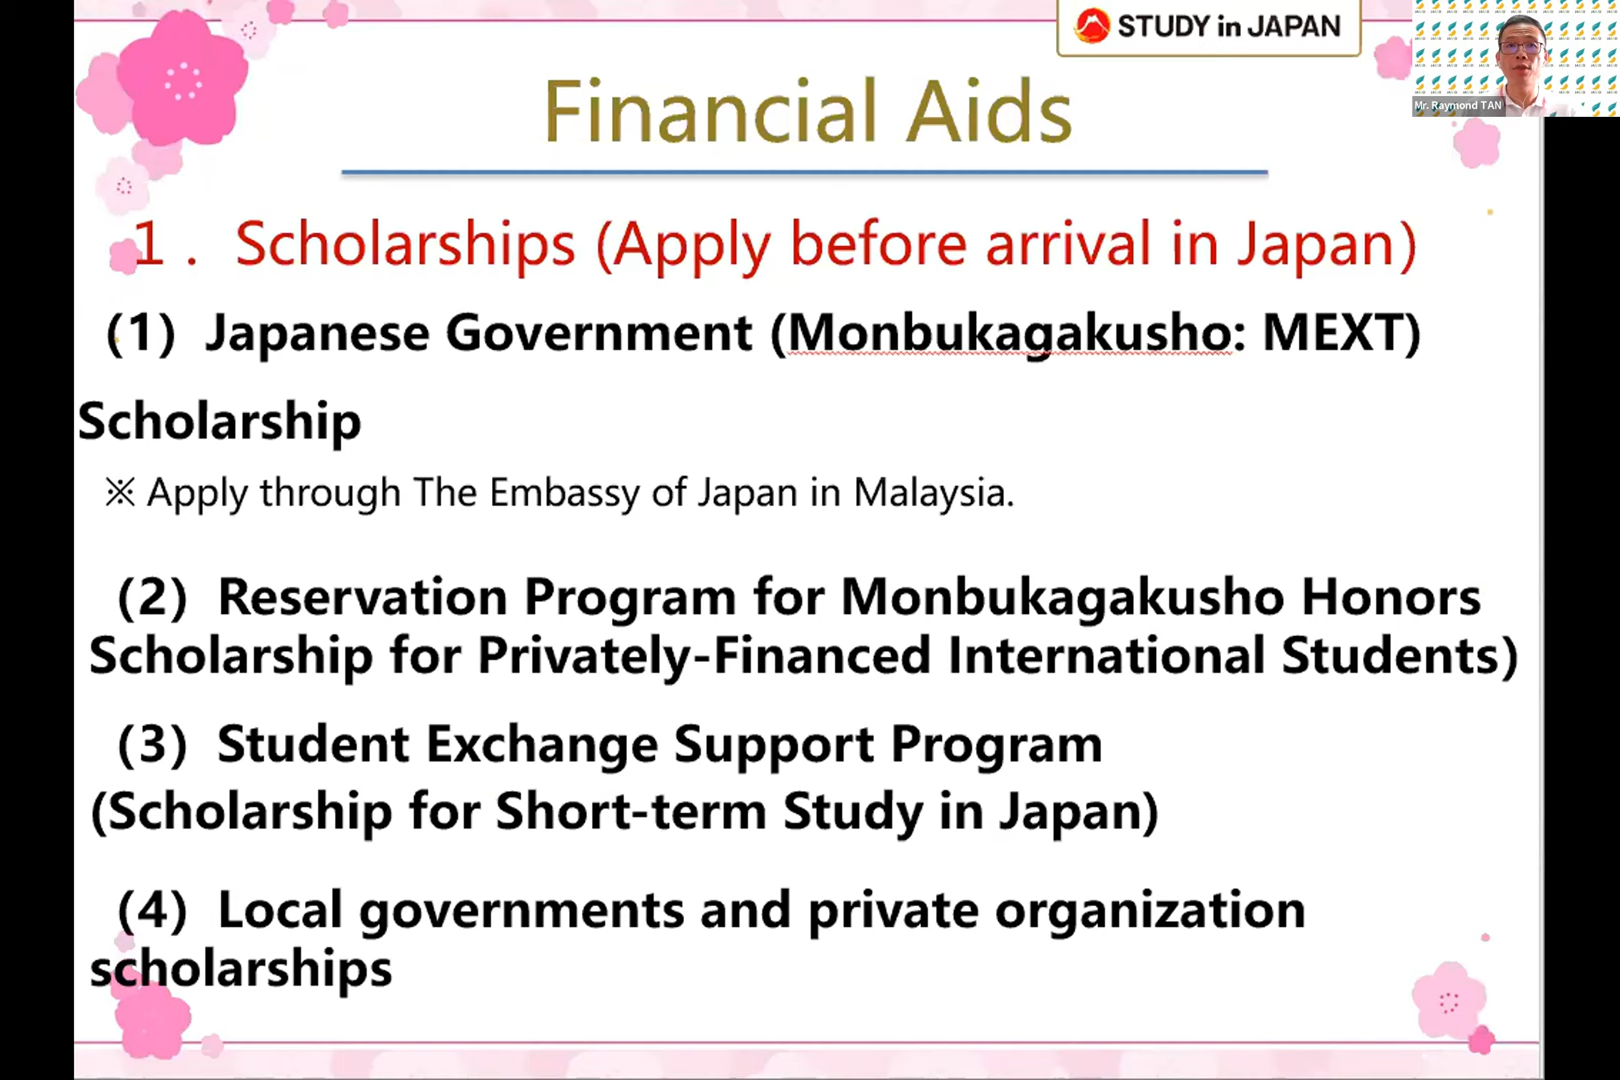 STUDY in JAPAN
Mr. Raymond TAN
Financial Aids
1. Scholarships (Apply before arrival in Japan)
(1) Japanese Government (Monbukagakusho: MEXT)
Scholarship
※ Apply through The Embassy of Japan in Malaysia.
(2) Reservation Program for Monbukagakusho Honors
Scholarship for Privately-Financed International Students)
(3) Student Exchange Support Program
(Scholarship for Short-term Study in Japan)
(4) Local governments and private organization
scholarships